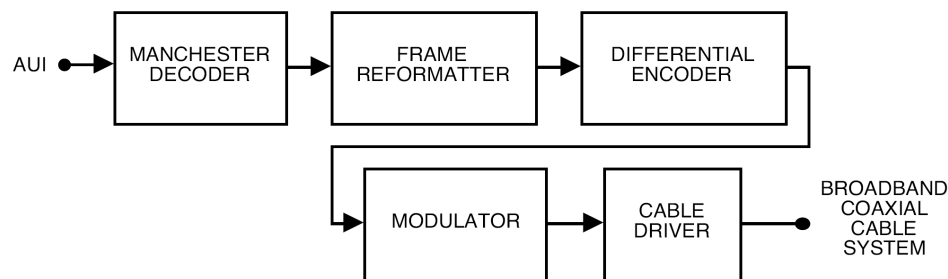 AUI
MANCHESTER
DECODER
FRAME
REFORMATTER
DIFFERENTIAL
ENCODER
MODULATOR
CABLE
DRIVER
BROADBAND
COAXIAL
CABLE
SYSTEM